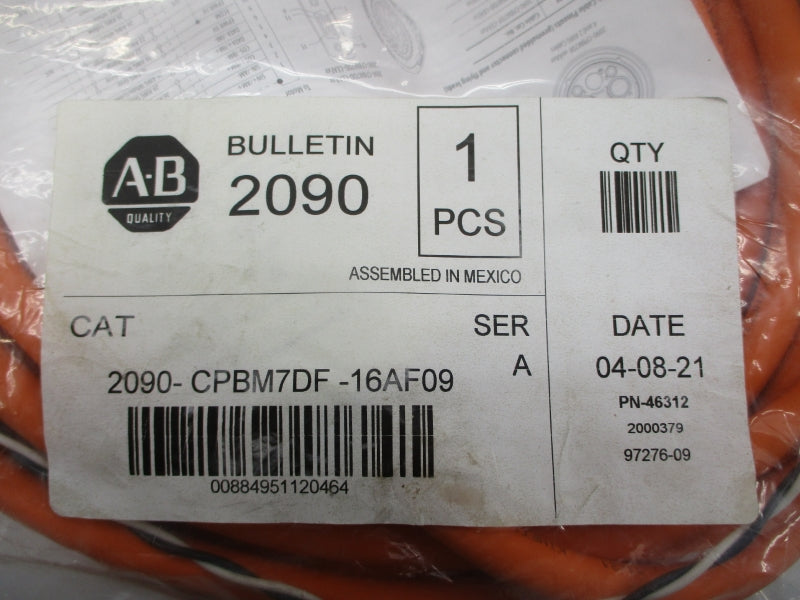 A-B
QUALITY
BULLETIN
2090
1
PCS
ASSEMBLED IN MEXICO
QTY
CAT
SER
A
2090- CPBM7DF -16AF09
00884951120464
DATE
04-08-21
PN-46312
2000379
97276-09